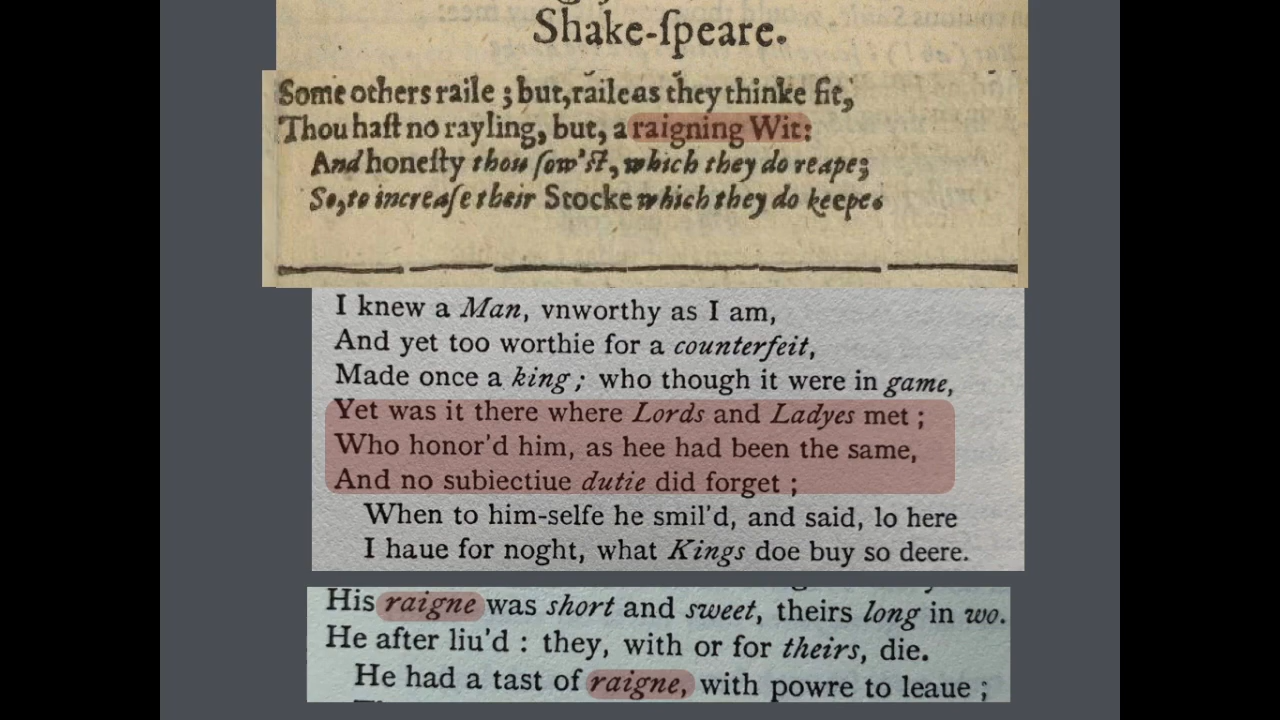 Shake-ſpeare.
Some others raile ; but, raile as they thinke fit,
Thou haſt no rayling, but, a raigning Wit:
And honeſty thou ſow'ſt, which they do reape;
So, to increaſe their Stocke which they do keepe.
I knew a Man, vnworthy as I am,
And yet too worthie for a counterfeit,
Made once a king ; who though it were in game,
Yet was it there where Lords and Ladyes met ;
Who honor'd him, as hee had been the same,
And no subiectiue dutie did forget ;
When to him-selfe he smil'd, and said, lo here
I haue for noght, what Kings doe buy so deere.
His raigne was short and sweet, theirs long in wo.
He after liu'd : they, with or for theirs, die.
He had a tast of raigne, with powre to leaue ;